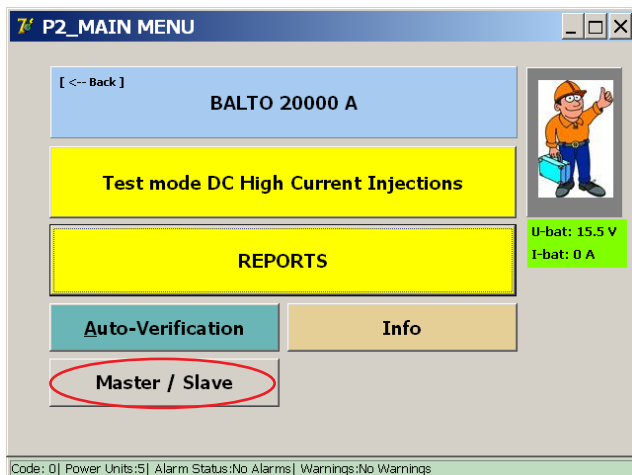 P2_MAIN MENU
[ <-- Back ]
BALTO 20000 A
Test mode DC High Current Injections
U-bat: 15.5 V
I-bat: 0 A
REPORTS
Auto-Verification
Info
Master / Slave
Code: 0| Power Units:5| Alarm Status:No Alarms| Warnings:No Warnings